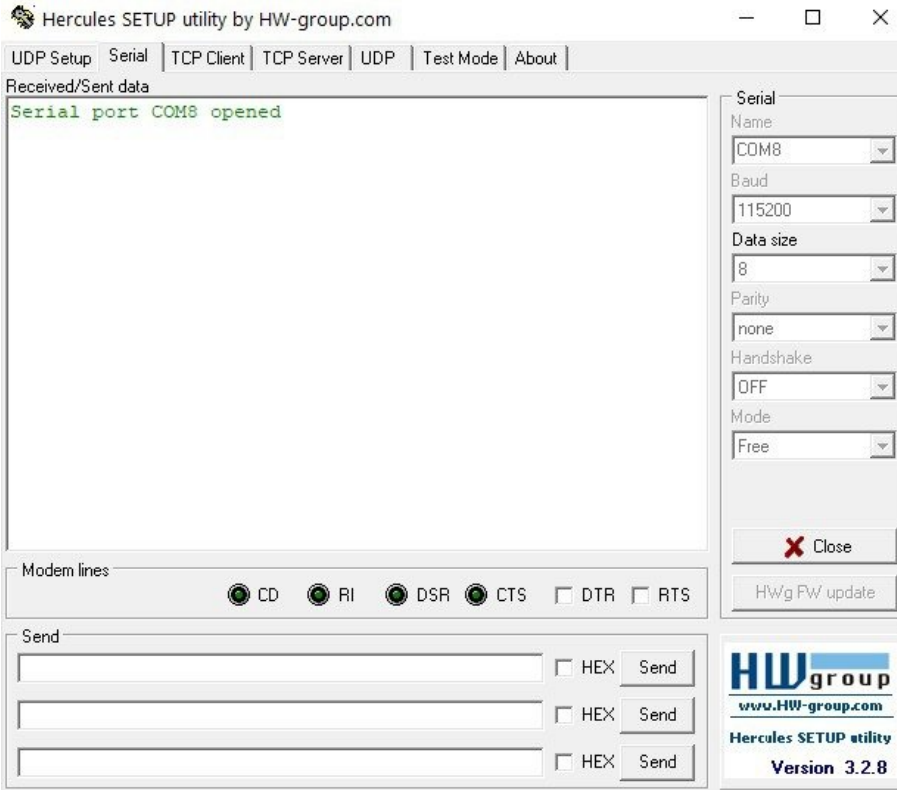 Hercules SETUP utility by HW-group.com
UDP Setup Serial TCP Client TCP Server UDP Test Mode About
Received/Sent data
Serial port COM8 opened
Serial
Name
COM8
Baud
115200
Data size
8
Parity
none
Handshake
OFF
Mode
Free
Close
HWg FW update
Modem lines
CD RI DSR CTS DTR RTS
Send
HEX Send
HEX Send
HEX Send
HW group
www.HW-group.com
Hercules SETUP utility
Version 3.2.8